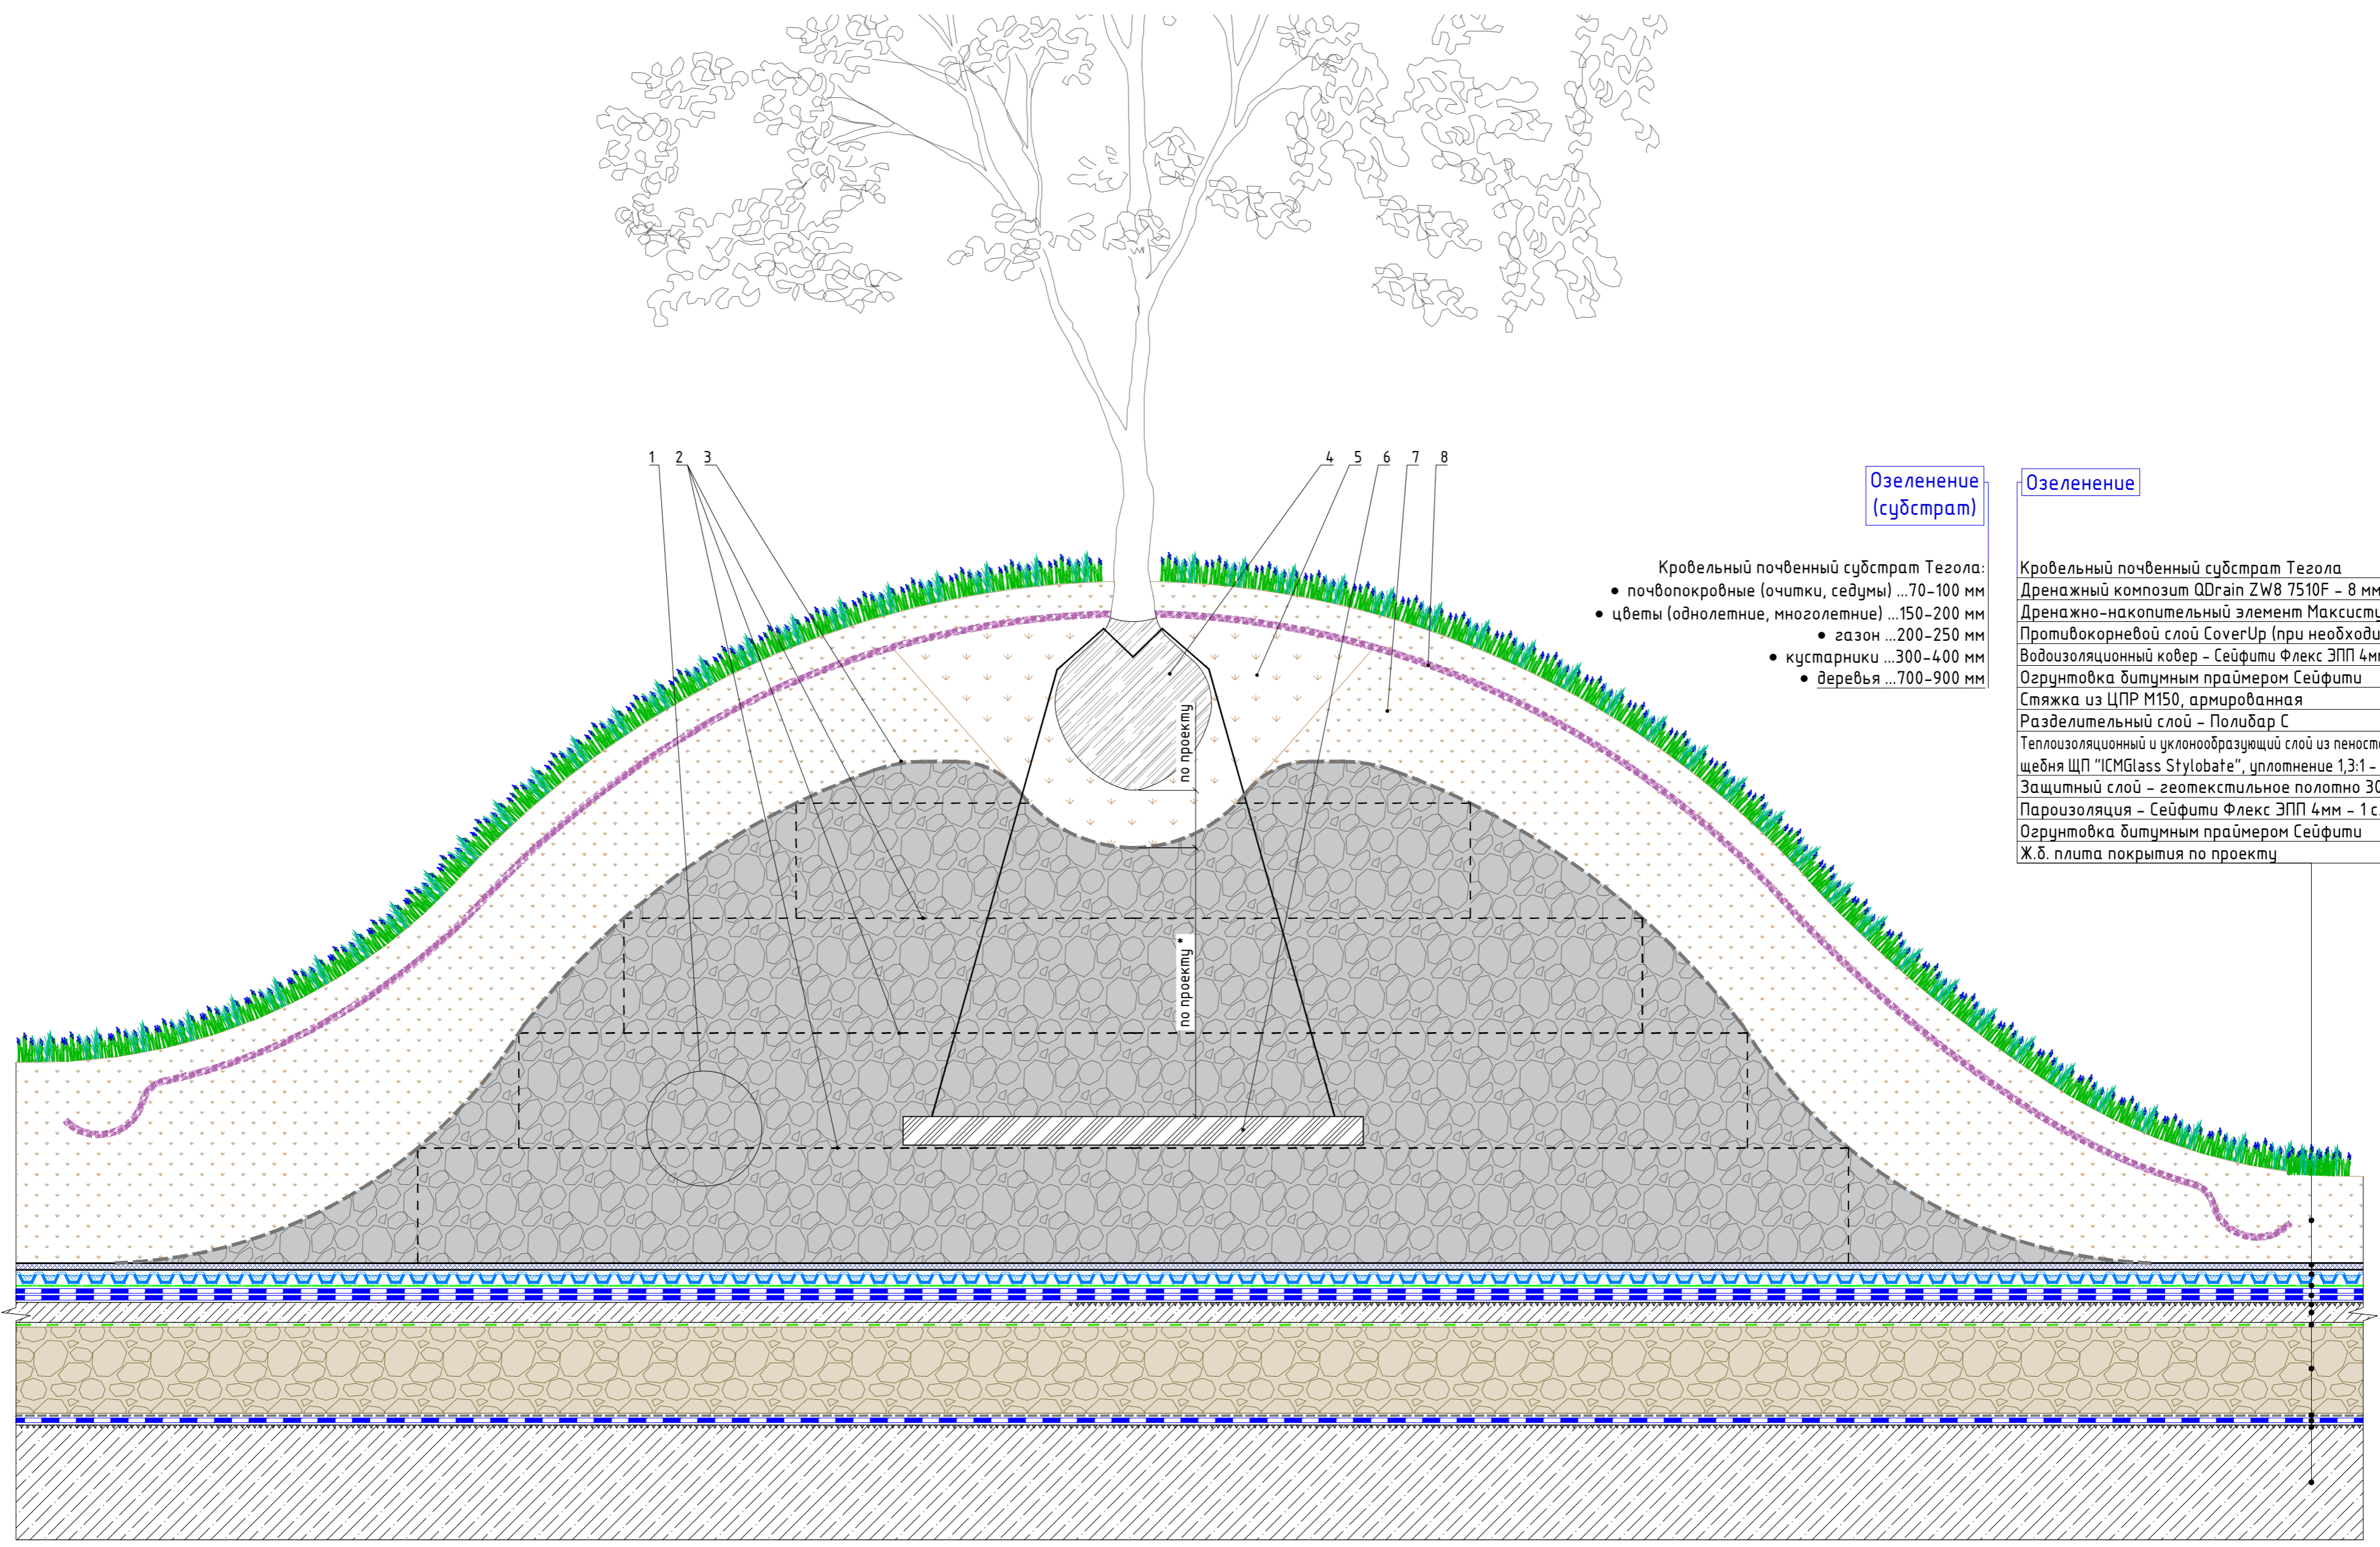 1 2 3
4 5 6 7 8
Озеленение
(субстрат)
Кровельный почвенный субстрат Тегола:
• почвопокровные (очитки, седумы) ...70-100 мм
• цветы (однолетние, многолетние) ...150-200 мм
• газон ...200-250 мм
• кустарники ...300-400 мм
• деревья ...700-900 мм
Озеленение
Кровельный почвенный субстрат Тегола
Дренажный композит QDrain ZW8 7510F - 8 мм
Дренажно-накопительный элемент Максисту
Противокорневой слой CoverUp (при необходи
Водоизоляционный ковер - Сейфити Флекс ЭПП 4мм
Огрунтовка битумным праймером Сейфити
Стяжка из ЦПР М150, армированная
Разделительный слой - Полибар С
Теплоизоляционный и уклонообразующий слой из пеност
щебня ЩП "ICMGlass Stylobate", уплотнение 1,3:1 -
Защитный слой - геотекстильное полотно 30
Пароизоляция - Сейфити Флекс ЭПП 4мм - 1 с
Огрунтовка битумным праймером Сейфити
Ж.б. плита покрытия по проекту
по проекту
по проекту *